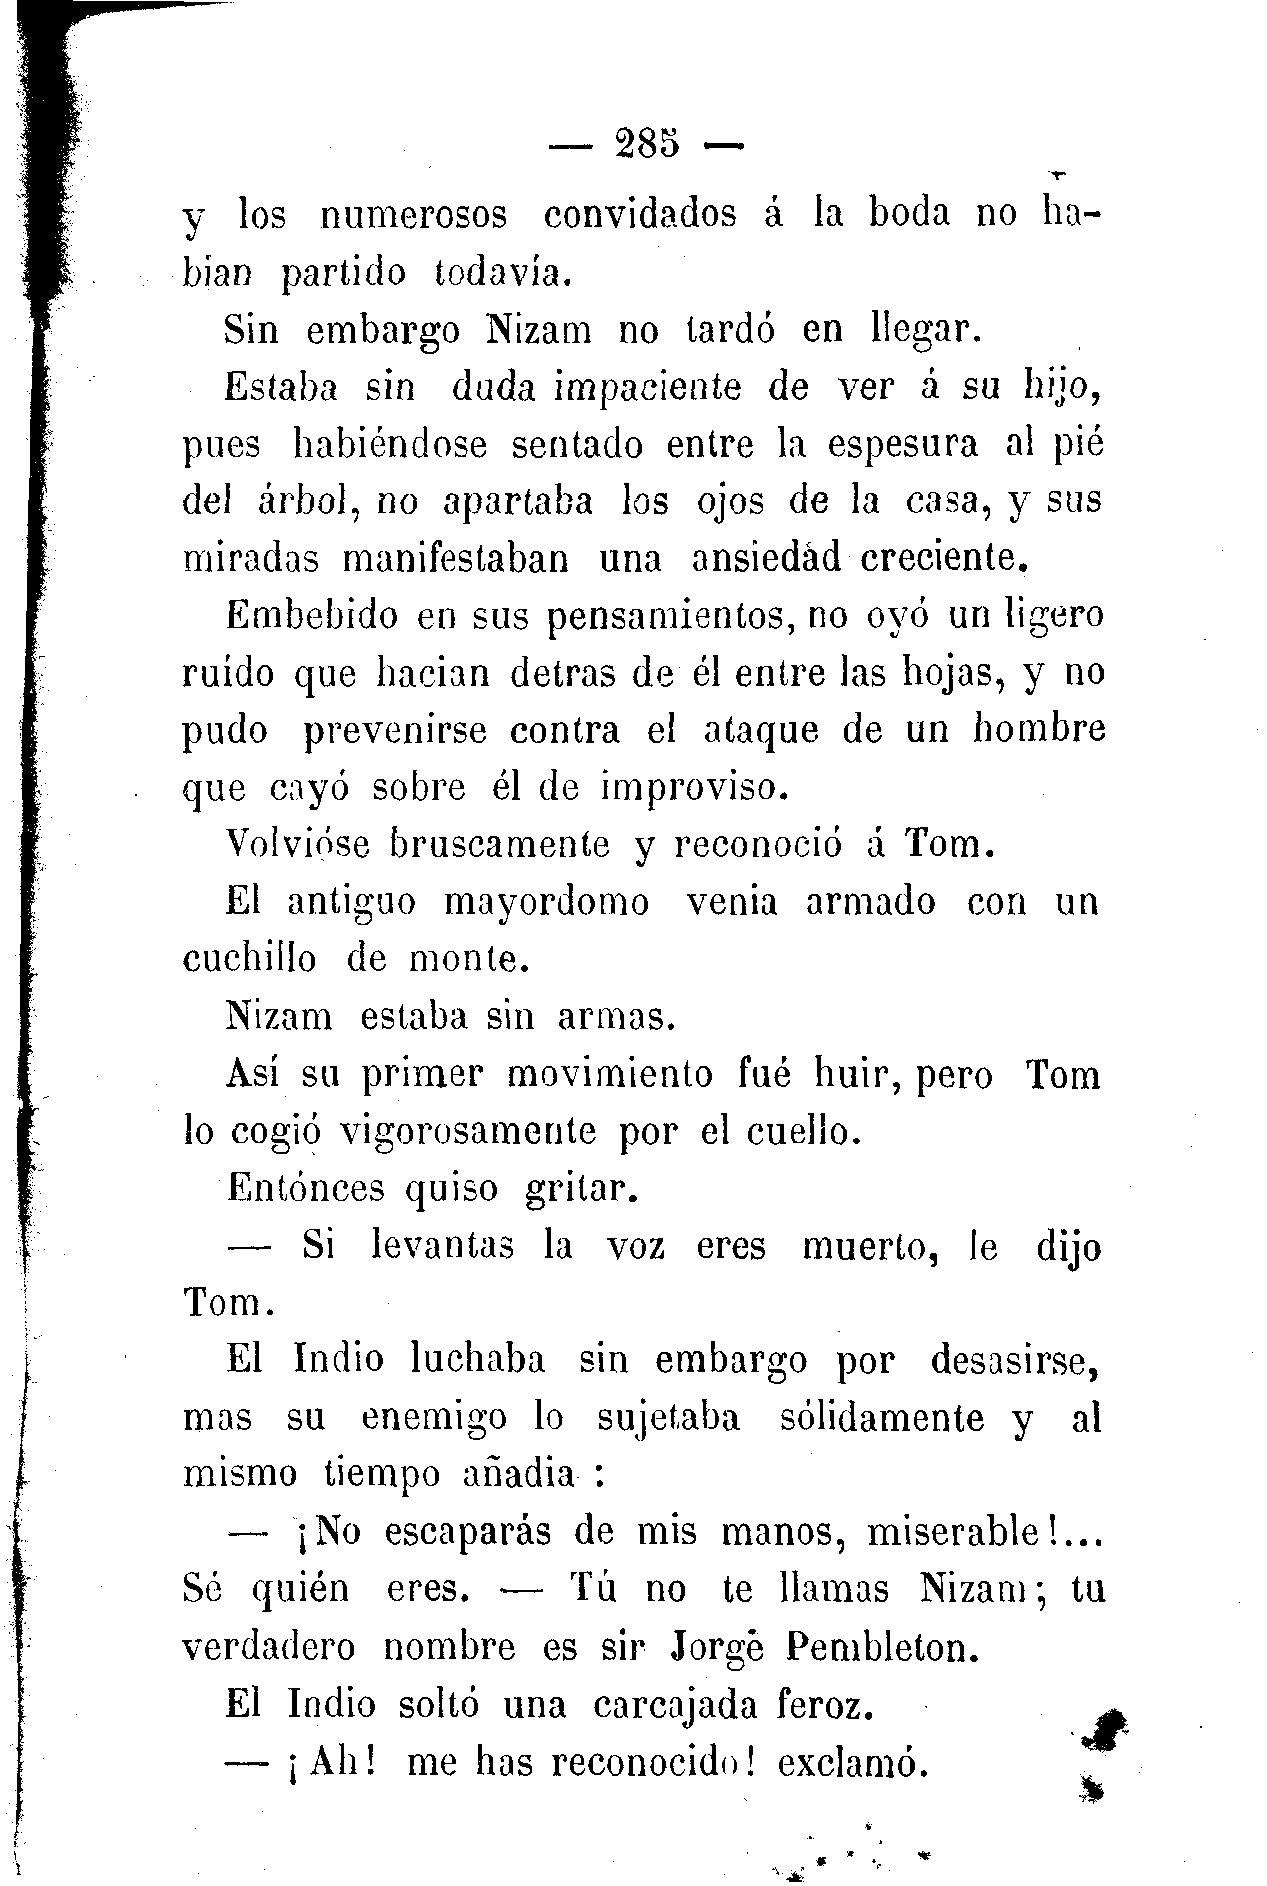 — 285 —
y los numerosos convidados á la boda no ha-
bian partido todavía.
Sin embargo Nizam no tardó en llegar.
Estaba sin duda impaciente de ver á su hijo,
pues habiéndose sentado entre la espesura al pié
del árbol, no apartaba los ojos de la casa, y sus
miradas manifestaban una ansiedad creciente.
Embebido en sus pensamientos, no oyó un ligero
ruído que hacian detras de él entre las hojas, y no
pudo prevenirse contra el ataque de un hombre
que cayó sobre él de improviso.
Volvióse bruscamente y reconoció á Tom.
El antiguo mayordomo venia armado con un
cuchillo de monte.
Nizam estaba sin armas.
Así su primer movimiento fué huir, pero Tom
lo cogió vigorosamente por el cuello.
Entónces quiso gritar.
— Si levantas la voz eres muerto, le dijo
Tom.
El Indio luchaba sin embargo por desasirse,
mas su enemigo lo sujetaba sólidamente y al
mismo tiempo añadia :
— ¡No escaparás de mis manos, miserable!...
Sé quién eres. — Tú no te llamas Nizam; tu
verdadero nombre es sir Jorge Pembleton.
El Indio soltó una carcajada feroz.
— ¡Ah! me has reconocido! exclamó.